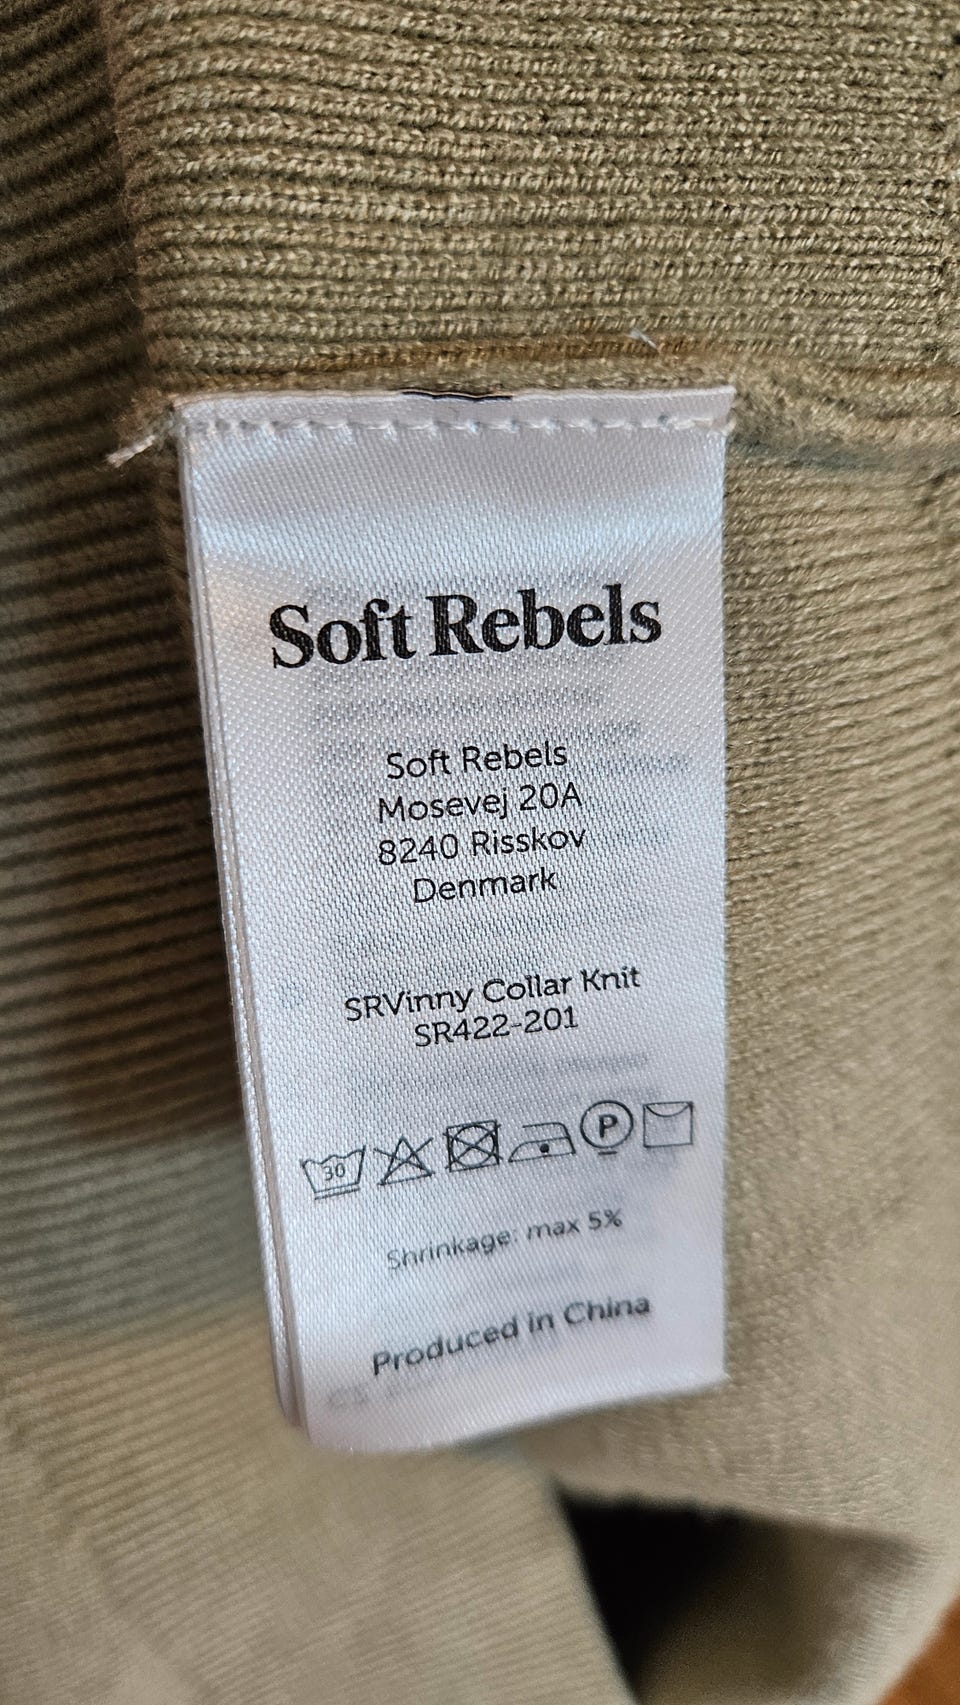 Soft Rebels
Soft Rebels
Mosevej 20A
8240 Risskov
Denmark
SRVinny Collar Knit
SR422-201
30
P
Shrinkage: max 5%
Produced in China